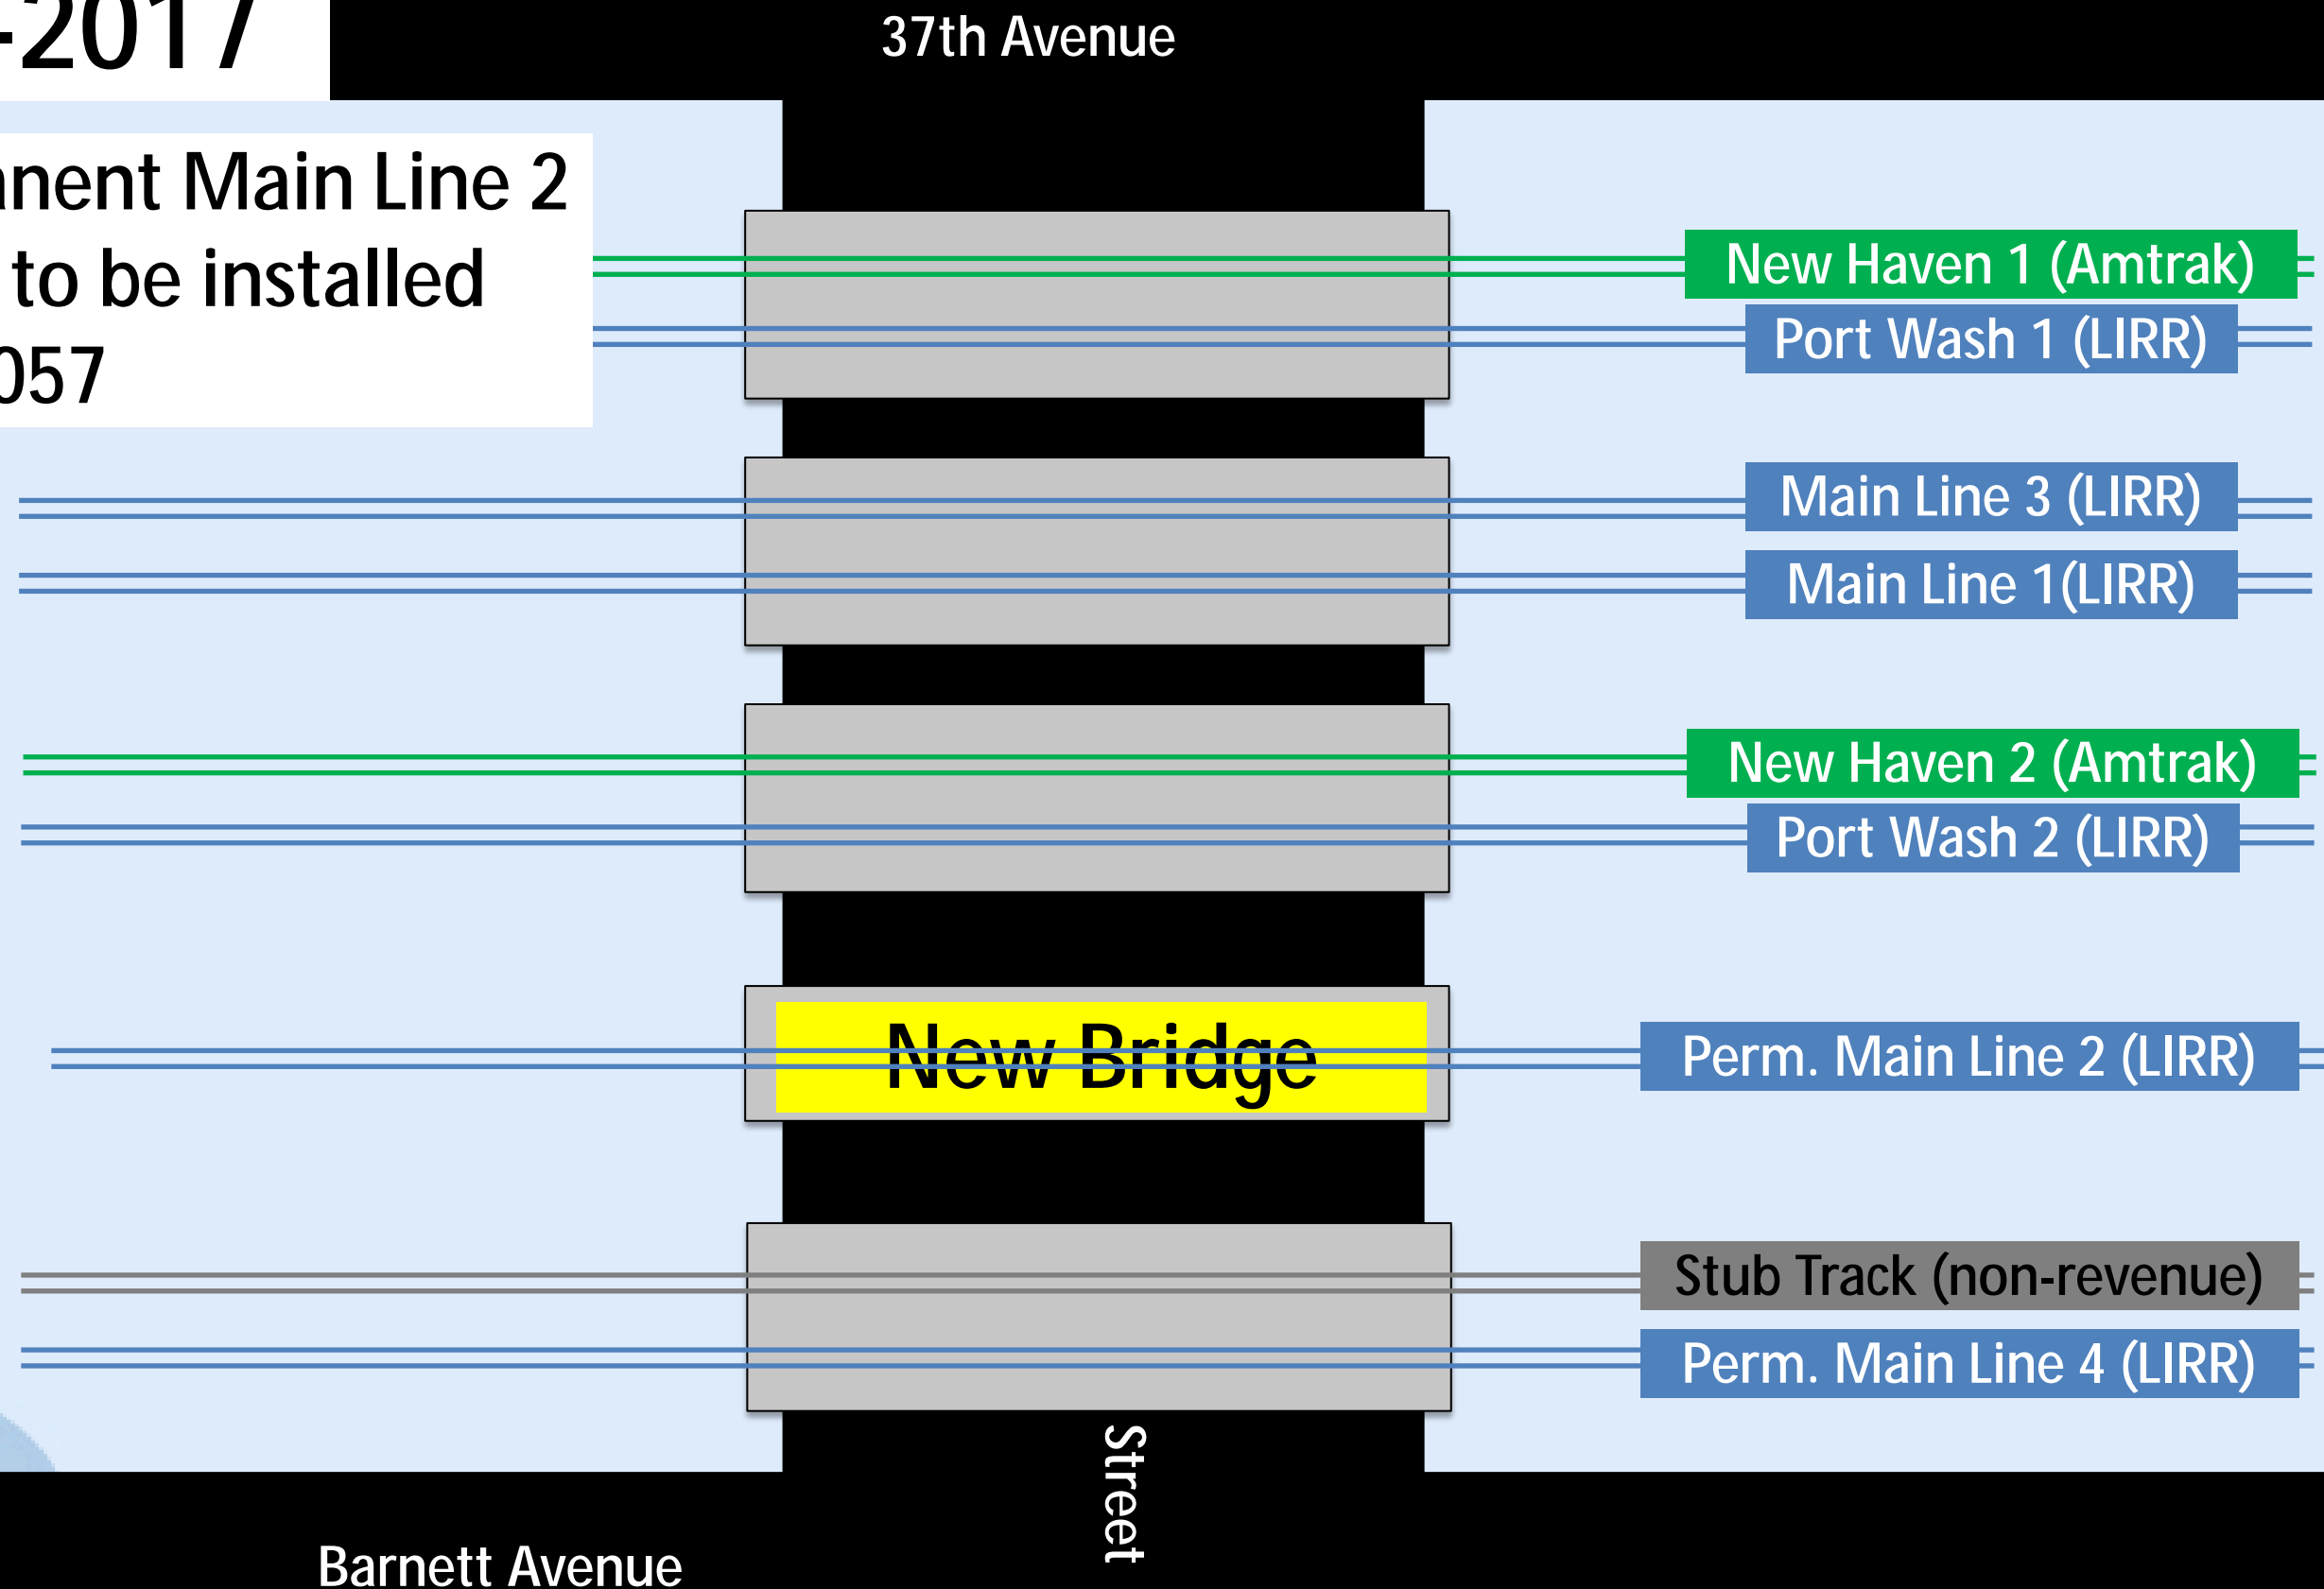 -2017
37th Avenue
Main Line 2
to be installed
057
New Haven 1 (Amtrak)
Port Wash 1 (LIRR)
Main Line 3 (LIRR)
Main Line 1(LIRR)
New Haven 2 (Amtrak)
Port Wash 2 (LIRR)
New Bridge
Perm. Main Line 2 (LIRR)
Stub Track (non-revenue)
Perm. Main Line 4 (LIRR)
Street
Barnett Avenue